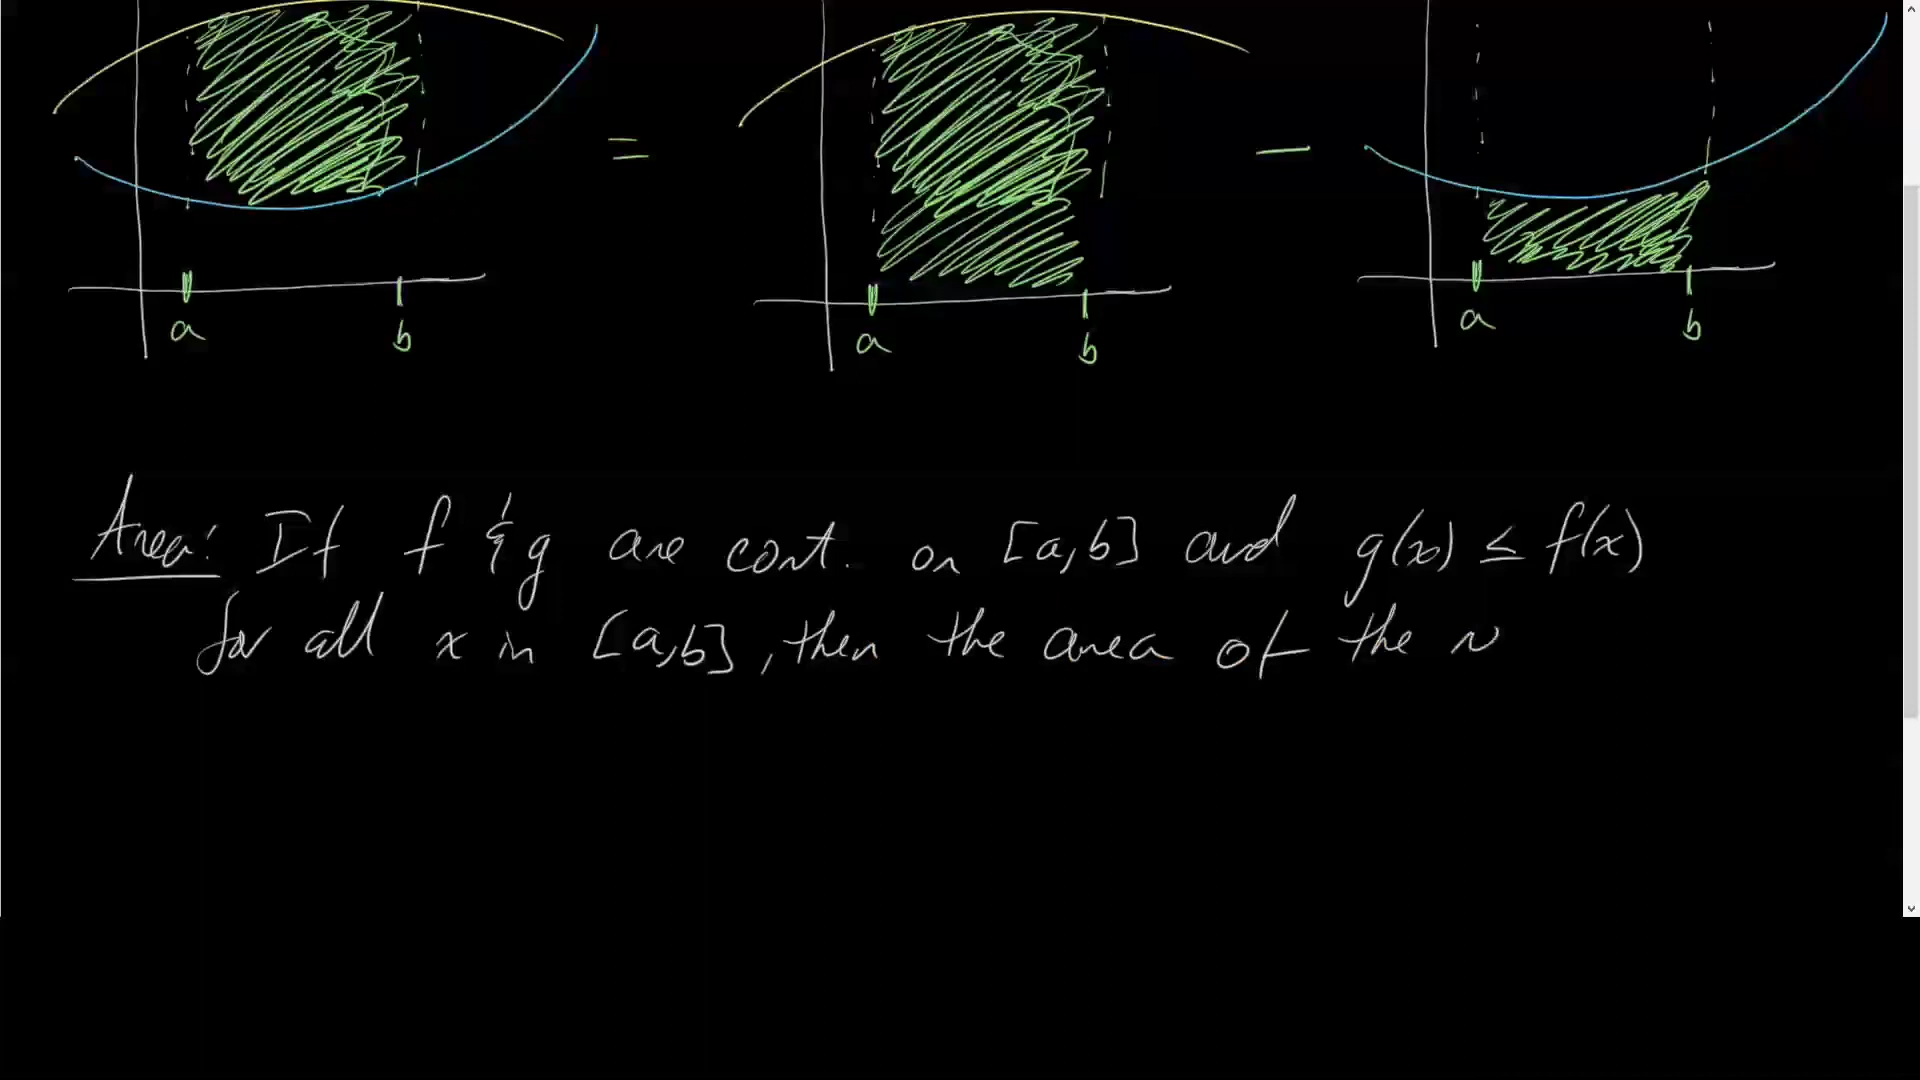 = −
a b a b a b
Area: If f & g are cont. on [a,b] and g(x) ≤ f(x)
for all x in [a,b], then the area of the r